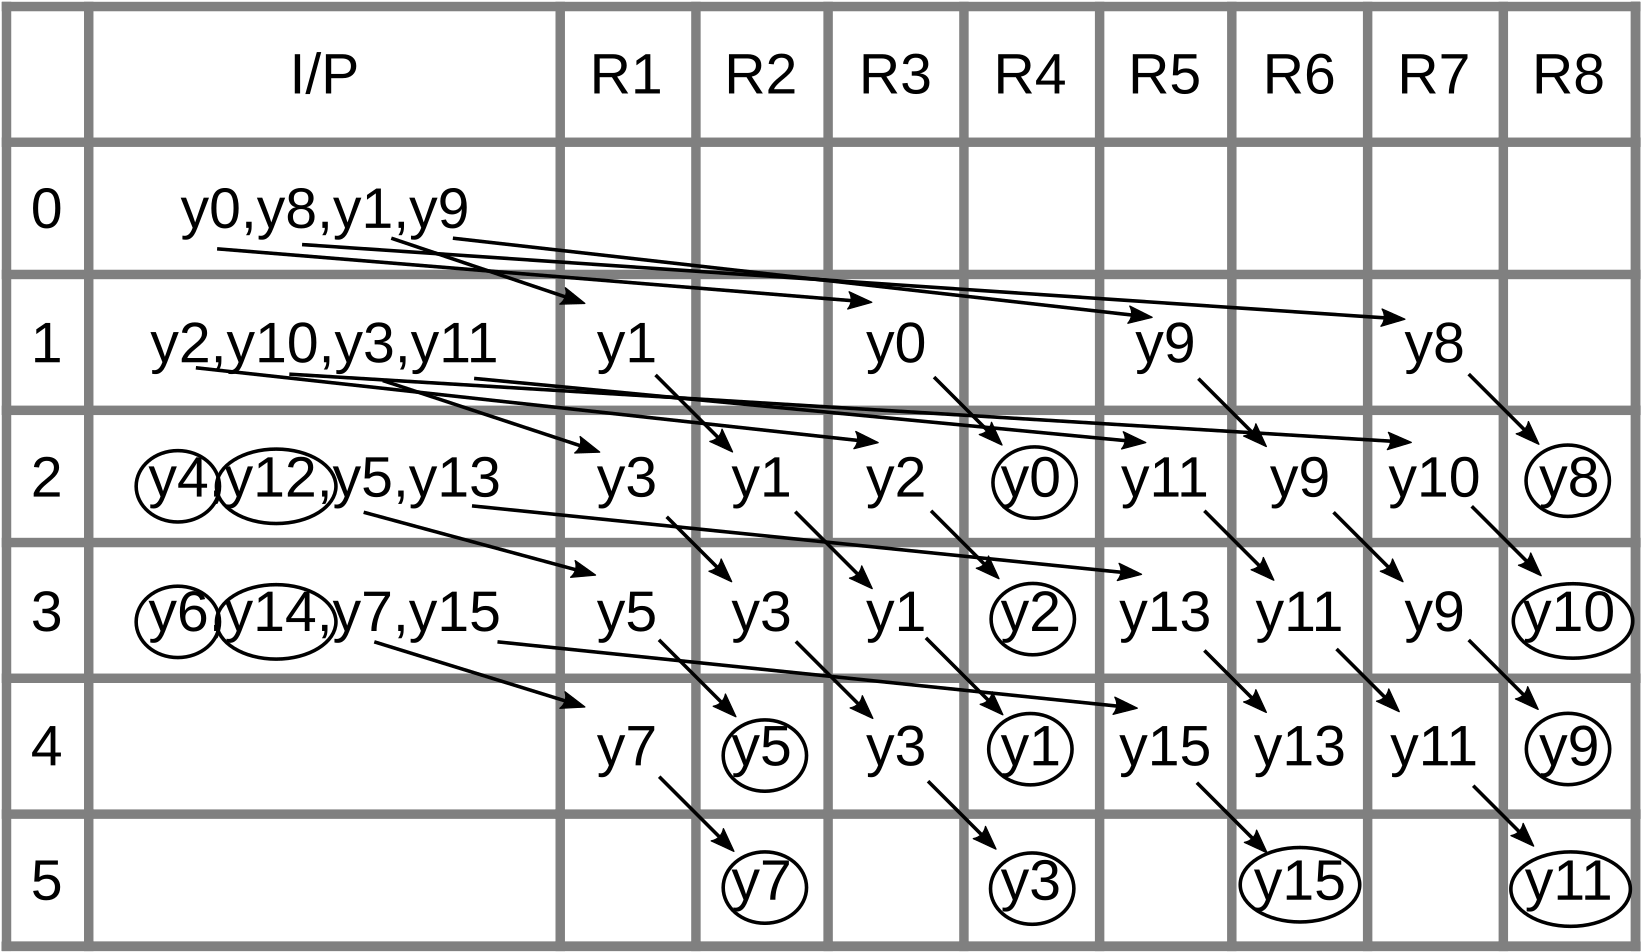 I/P R1 R2 R3 R4 R5 R6 R7 R8
0 y0,y8,y1,y9
1 y2,y10,y3,y11 y1 y0 y9 y8
2 y4,y12,y5,y13 y3 y1 y2 y0 y11 y9 y10 y8
3 y6,y14,y7,y15 y5 y3 y1 y2 y13 y11 y9 y10
4 y7 y5 y3 y1 y15 y13 y11 y9
5 y7 y3 y15 y11